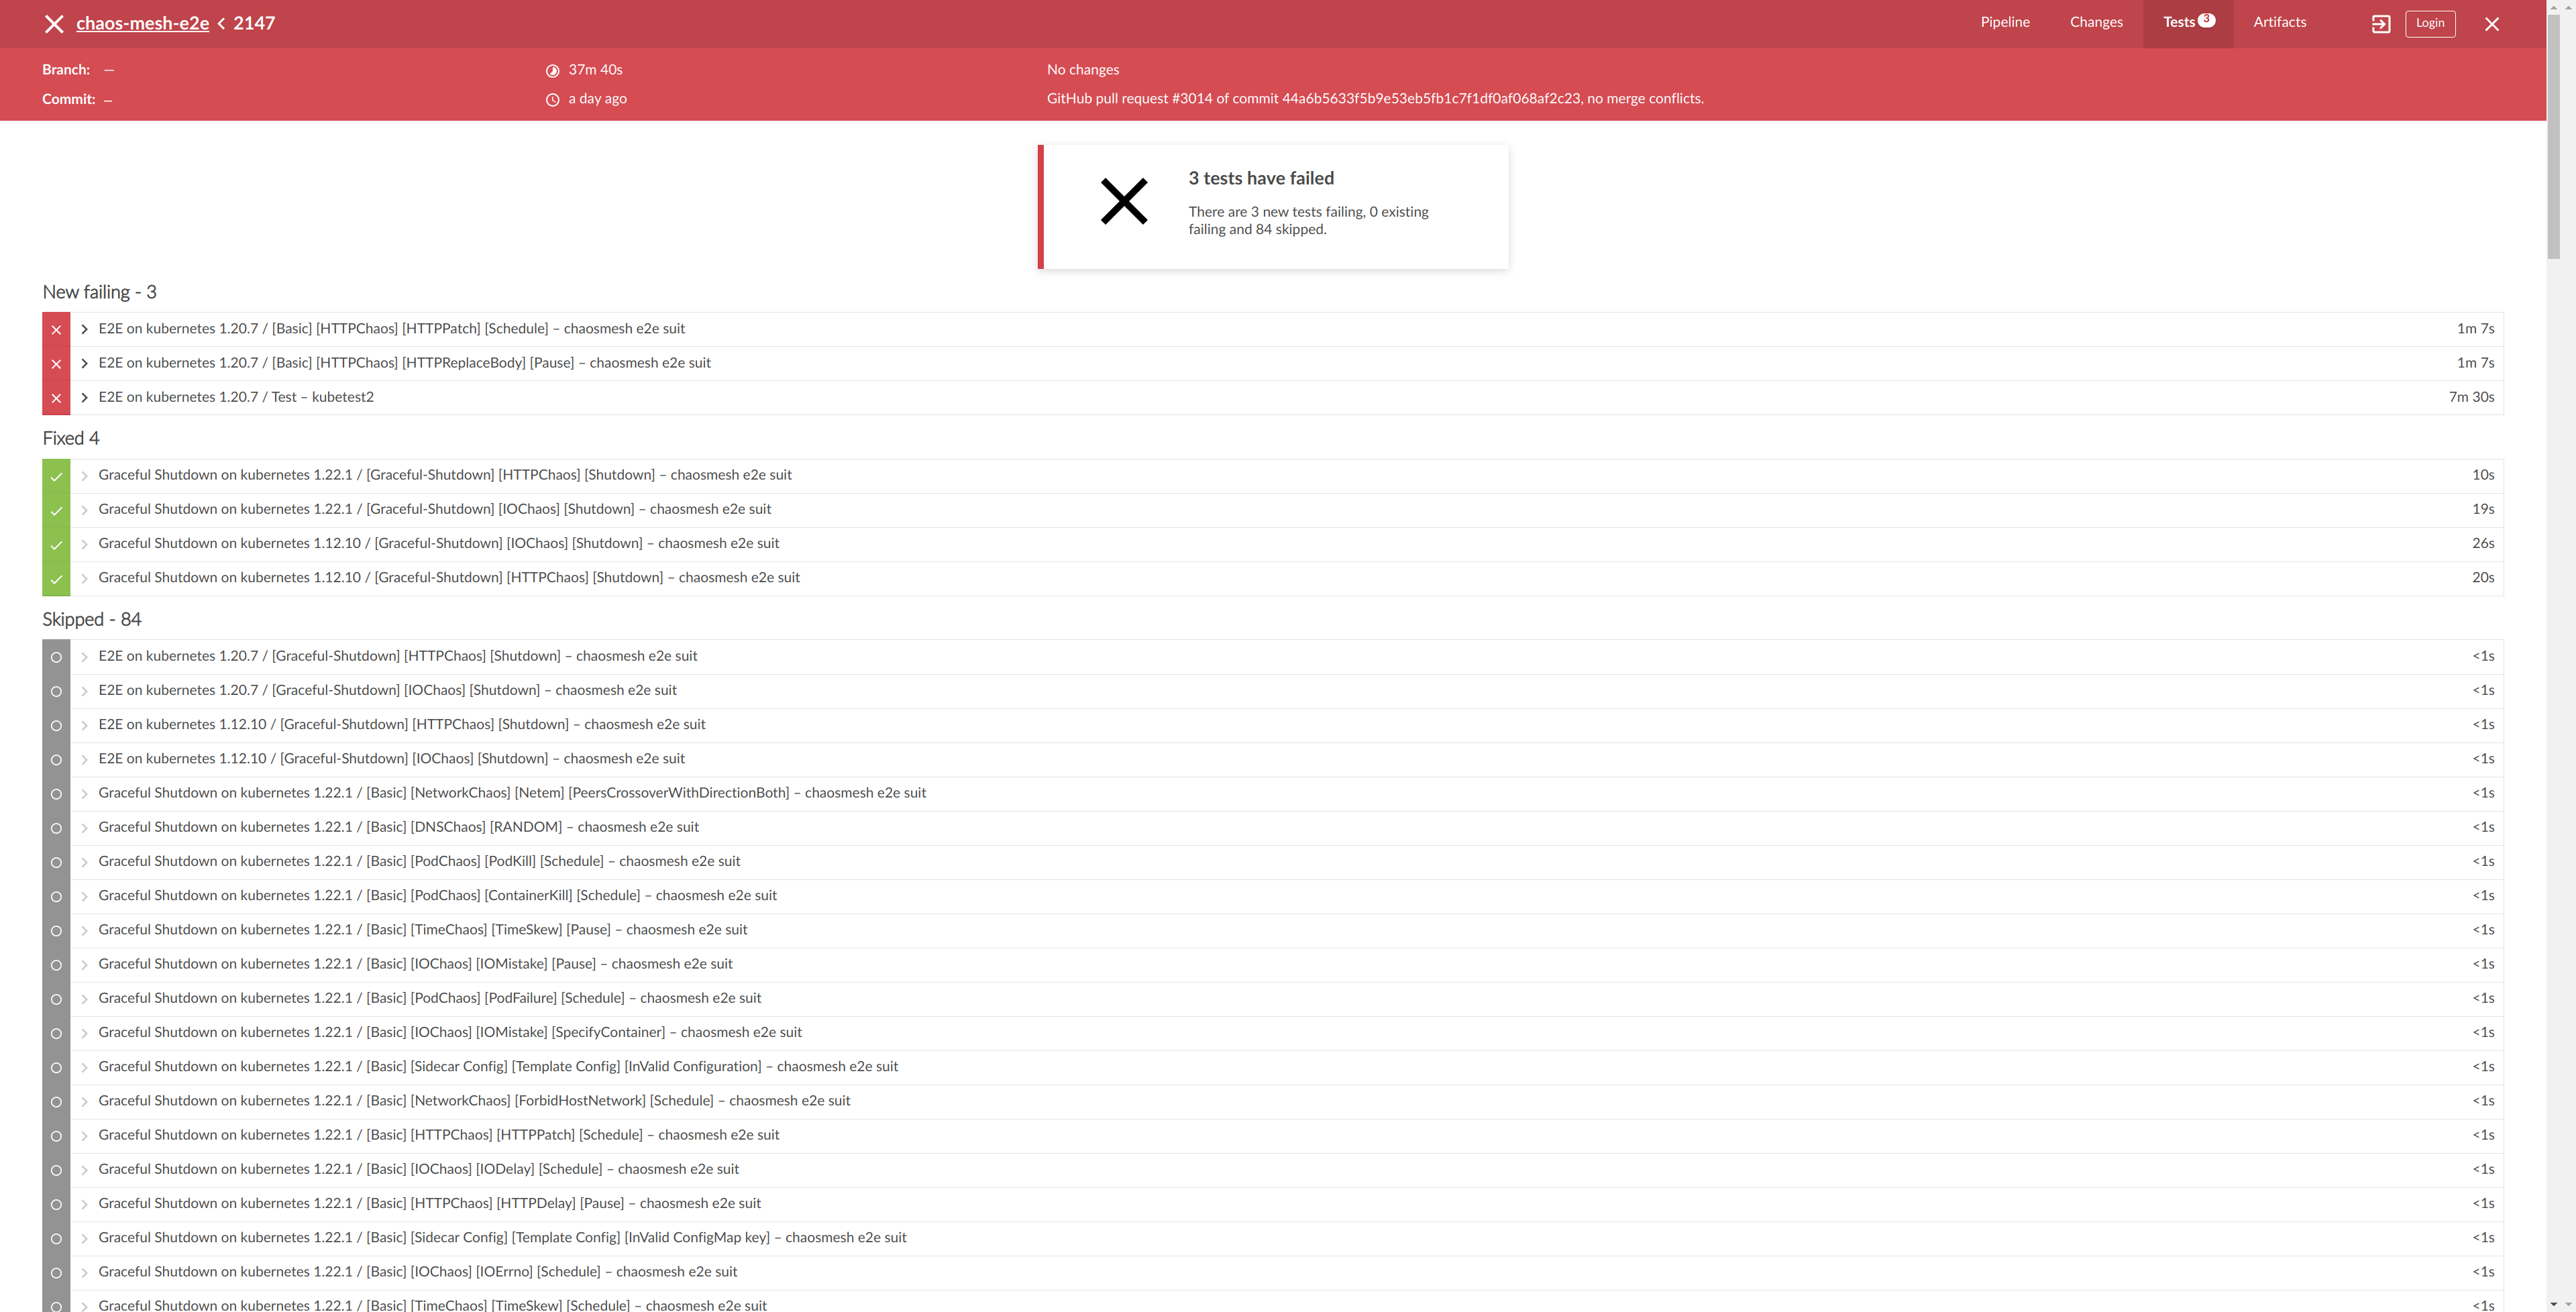 chaos-mesh-e2e < 2147
Pipeline Changes Tests 3 Artifacts Login
Branch: — 37m 40s No changes
Commit: — a day ago GitHub pull request #3014 of commit 44a6b5633f5b9e53eb5fb1c7f1df0af068af2c23, no merge conflicts.
3 tests have failed
There are 3 new tests failing, 0 existing
failing and 84 skipped.
New failing - 3
E2E on kubernetes 1.20.7 / [Basic] [HTTPChaos] [HTTPPatch] [Schedule] – chaosmesh e2e suit 1m 7s
E2E on kubernetes 1.20.7 / [Basic] [HTTPChaos] [HTTPReplaceBody] [Pause] – chaosmesh e2e suit 1m 7s
E2E on kubernetes 1.20.7 / Test – kubetest2 7m 30s
Fixed 4
Graceful Shutdown on kubernetes 1.22.1 / [Graceful-Shutdown] [HTTPChaos] [Shutdown] – chaosmesh e2e suit 10s
Graceful Shutdown on kubernetes 1.22.1 / [Graceful-Shutdown] [IOChaos] [Shutdown] – chaosmesh e2e suit 19s
Graceful Shutdown on kubernetes 1.12.10 / [Graceful-Shutdown] [IOChaos] [Shutdown] – chaosmesh e2e suit 26s
Graceful Shutdown on kubernetes 1.12.10 / [Graceful-Shutdown] [HTTPChaos] [Shutdown] – chaosmesh e2e suit 20s
Skipped - 84
E2E on kubernetes 1.20.7 / [Graceful-Shutdown] [HTTPChaos] [Shutdown] – chaosmesh e2e suit <1s
E2E on kubernetes 1.20.7 / [Graceful-Shutdown] [IOChaos] [Shutdown] – chaosmesh e2e suit <1s
E2E on kubernetes 1.12.10 / [Graceful-Shutdown] [HTTPChaos] [Shutdown] – chaosmesh e2e suit <1s
E2E on kubernetes 1.12.10 / [Graceful-Shutdown] [IOChaos] [Shutdown] – chaosmesh e2e suit <1s
Graceful Shutdown on kubernetes 1.22.1 / [Basic] [NetworkChaos] [Netem] [PeersCrossoverWithDirectionBoth] – chaosmesh e2e suit <1s
Graceful Shutdown on kubernetes 1.22.1 / [Basic] [DNSChaos] [RANDOM] – chaosmesh e2e suit <1s
Graceful Shutdown on kubernetes 1.22.1 / [Basic] [PodChaos] [PodKill] [Schedule] – chaosmesh e2e suit <1s
Graceful Shutdown on kubernetes 1.22.1 / [Basic] [PodChaos] [ContainerKill] [Schedule] – chaosmesh e2e suit <1s
Graceful Shutdown on kubernetes 1.22.1 / [Basic] [TimeChaos] [TimeSkew] [Pause] – chaosmesh e2e suit <1s
Graceful Shutdown on kubernetes 1.22.1 / [Basic] [IOChaos] [IOMistake] [Pause] – chaosmesh e2e suit <1s
Graceful Shutdown on kubernetes 1.22.1 / [Basic] [PodChaos] [PodFailure] [Schedule] – chaosmesh e2e suit <1s
Graceful Shutdown on kubernetes 1.22.1 / [Basic] [IOChaos] [IOMistake] [SpecifyContainer] – chaosmesh e2e suit <1s
Graceful Shutdown on kubernetes 1.22.1 / [Basic] [Sidecar Config] [Template Config] [InValid Configuration] – chaosmesh e2e suit <1s
Graceful Shutdown on kubernetes 1.22.1 / [Basic] [NetworkChaos] [ForbidHostNetwork] [Schedule] – chaosmesh e2e suit <1s
Graceful Shutdown on kubernetes 1.22.1 / [Basic] [HTTPChaos] [HTTPPatch] [Schedule] – chaosmesh e2e suit <1s
Graceful Shutdown on kubernetes 1.22.1 / [Basic] [IOChaos] [IODelay] [Schedule] – chaosmesh e2e suit <1s
Graceful Shutdown on kubernetes 1.22.1 / [Basic] [HTTPChaos] [HTTPDelay] [Pause] – chaosmesh e2e suit <1s
Graceful Shutdown on kubernetes 1.22.1 / [Basic] [Sidecar Config] [Template Config] [InValid ConfigMap key] – chaosmesh e2e suit <1s
Graceful Shutdown on kubernetes 1.22.1 / [Basic] [IOChaos] [IOErrno] [Schedule] – chaosmesh e2e suit <1s
Graceful Shutdown on kubernetes 1.22.1 / [Basic] [TimeChaos] [TimeSkew] [Schedule] – chaosmesh e2e suit <1s